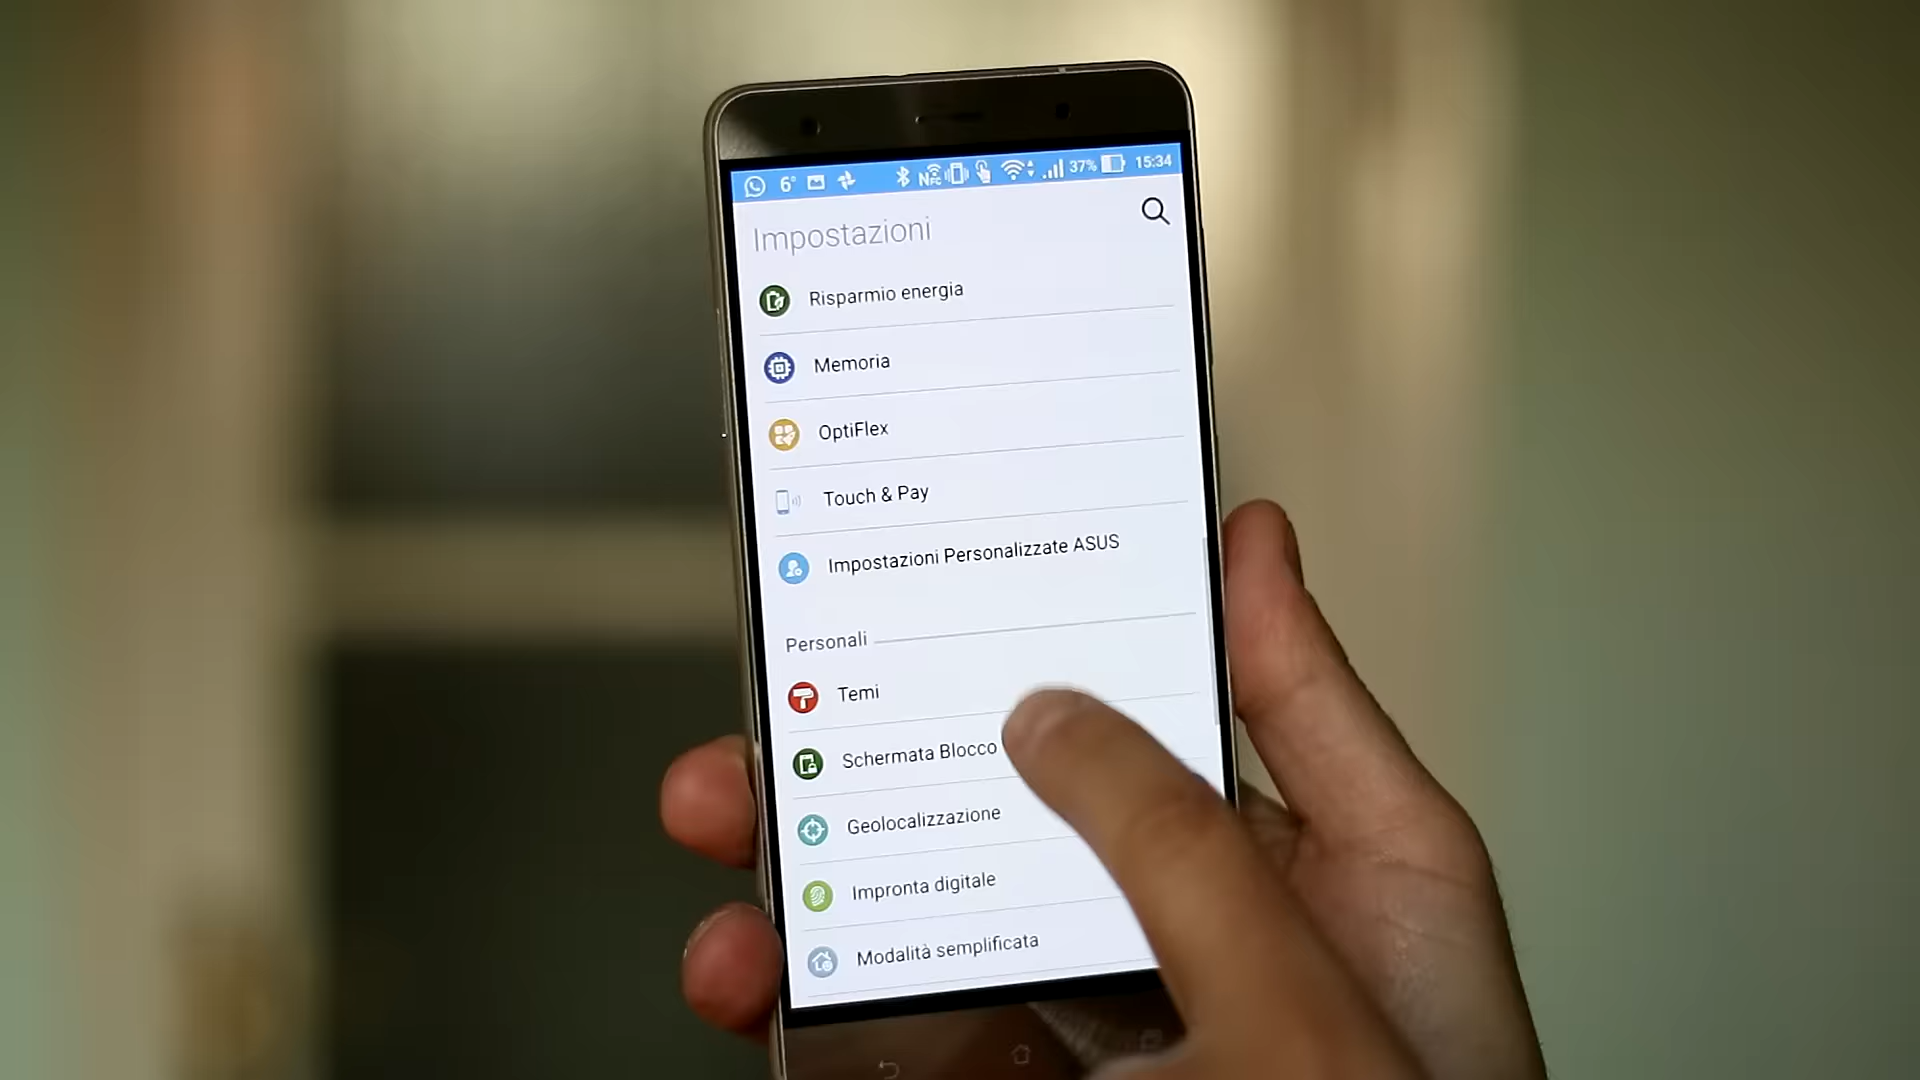 6° NFC 37% 15:34
Impostazioni
Risparmio energia
Memoria
OptiFlex
Touch & Pay
Impostazioni Personalizzate ASUS
Personali
Temi
Schermata Blocco
Geolocalizzazione
Impronta digitale
Modalità semplificata